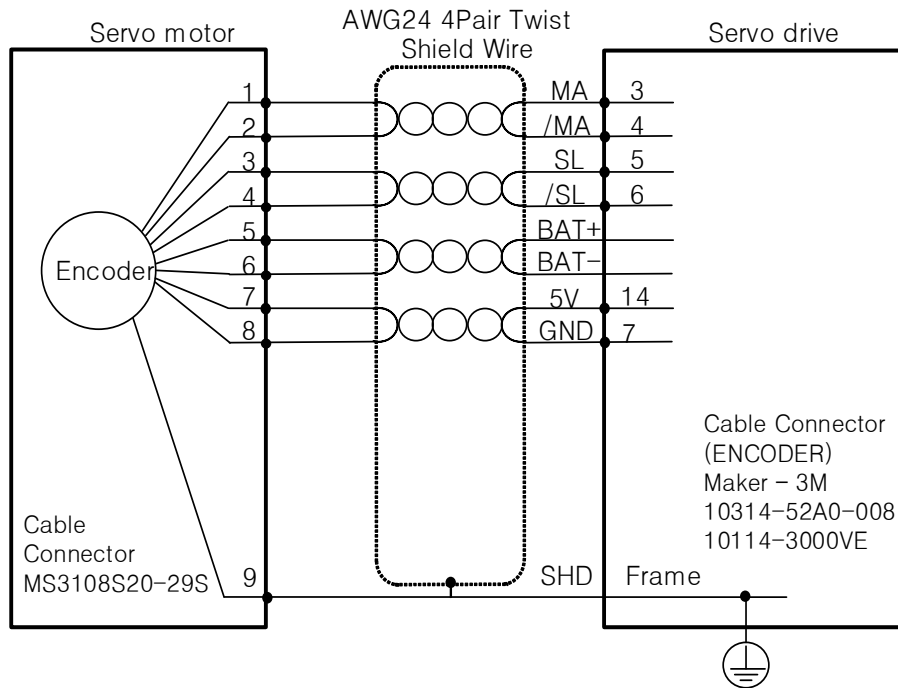 AWG24 4Pair Twist
Shield Wire
Servo motor
Servo drive
1 MA 3
2 /MA 4
3 SL 5
4 /SL 6
5 BAT+
6 BAT-
Encoder
7 5V 14
8 GND 7
Cable Connector
(ENCODER)
Maker - 3M
10314-52A0-008
10114-3000VE
Cable
Connector
MS3108S20-29S
9 SHD Frame